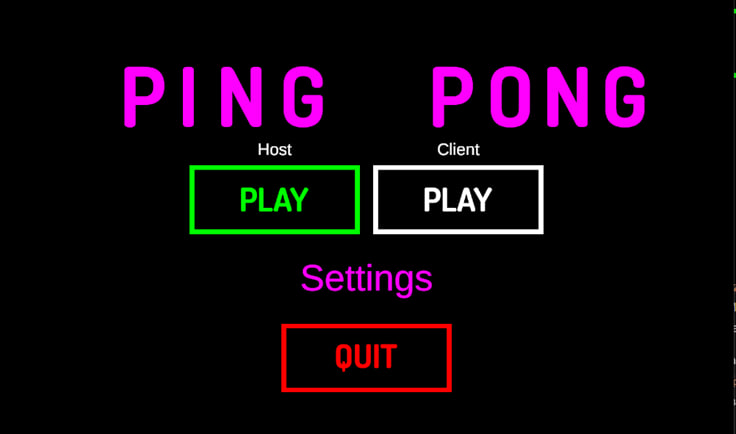 PING PONG
Host Client
PLAY PLAY
Settings
QUIT